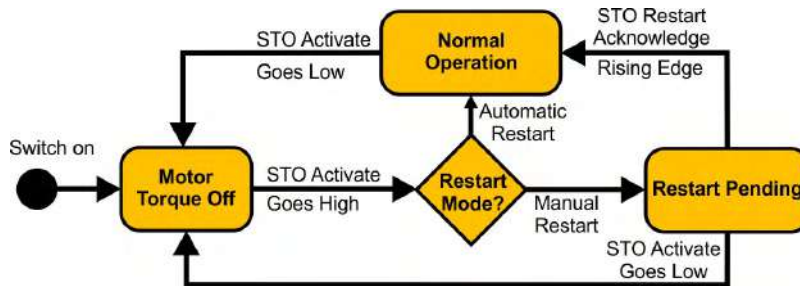 STO Activate
Goes Low
Normal
Operation
STO Restart
Acknowledge
Rising Edge
Automatic
Restart
Switch on
Motor
Torque Off
STO Activate
Goes High
Restart
Mode?
Manual
Restart
Restart Pending
STO Activate
Goes Low